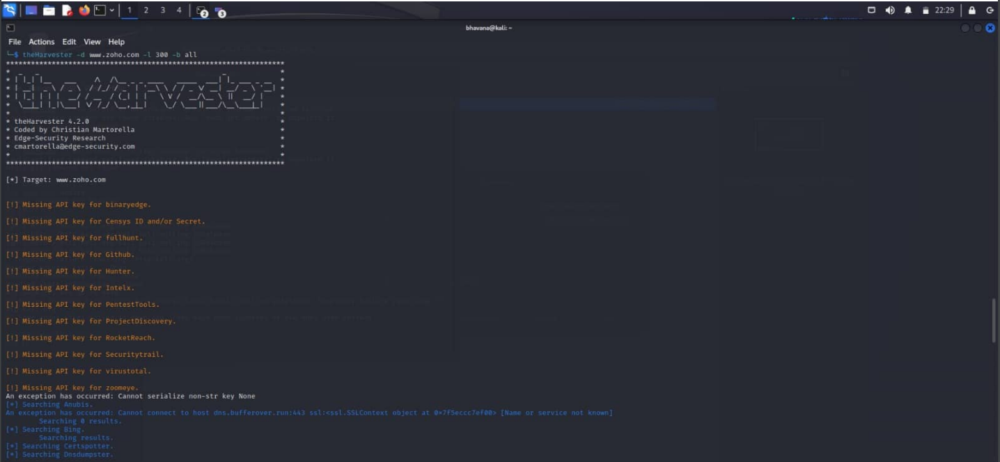 1 2 3 4
22:29
bhavana@kali: ~
File Actions Edit View Help
└─$ theHarvester -d www.zoho.com -l 300 -b all
*******************************************************************
theHarvester
* theHarvester 4.2.0 *
* Coded by Christian Martorella *
* Edge-Security Research *
* cmartorella@edge-security.com *
* *
*******************************************************************
[*] Target: www.zoho.com
[!] Missing API key for binaryedge.
[!] Missing API key for Censys ID and/or Secret.
[!] Missing API key for fullhunt.
[!] Missing API key for Github.
[!] Missing API key for Hunter.
[!] Missing API key for Intelx.
[!] Missing API key for PentestTools.
[!] Missing API key for ProjectDiscovery.
[!] Missing API key for RocketReach.
[!] Missing API key for Securitytrail.
[!] Missing API key for virustotal.
[!] Missing API key for zoomeye.
An exception has occurred: Cannot serialize non-str key None
[*] Searching Anubis.
An exception has occurred: Cannot connect to host dns.bufferover.run:443 ssl:<ssl.SSLContext object at 0×7f5eccc7ef00> [Name or service not known]
Searching 0 results.
[*] Searching Bing.
Searching results.
[*] Searching Certspotter.
[*] Searching Dnsdumpster.